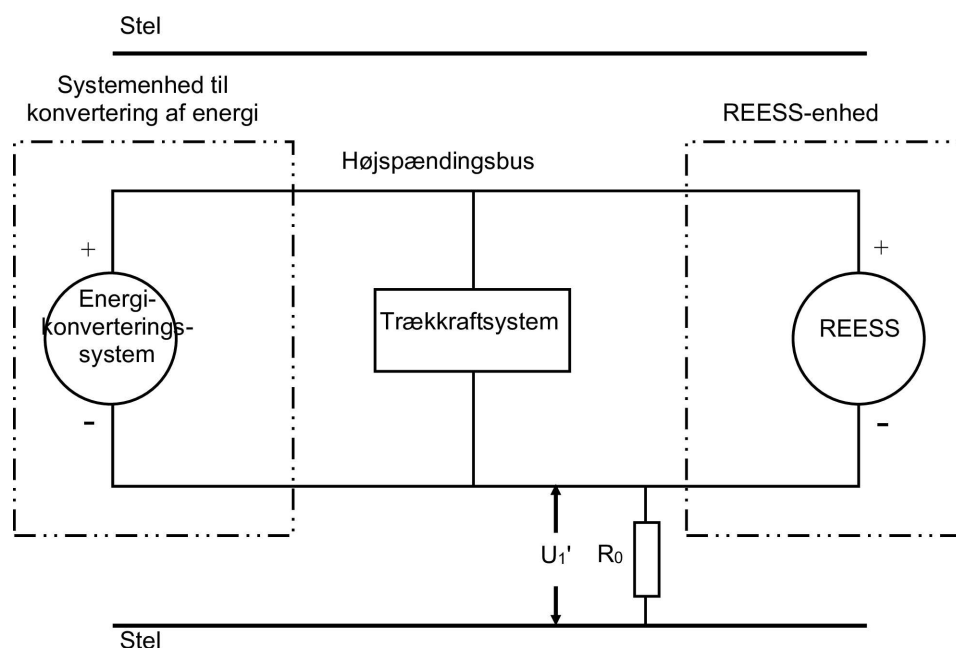 Stel
Systemenhed til
konvertering af energi
REESS-enhed
Højspændingsbus
+
+
Energi-
konverterings-
system
Trækkraftsystem
REESS
-
-
U₁'
R₀
Stel